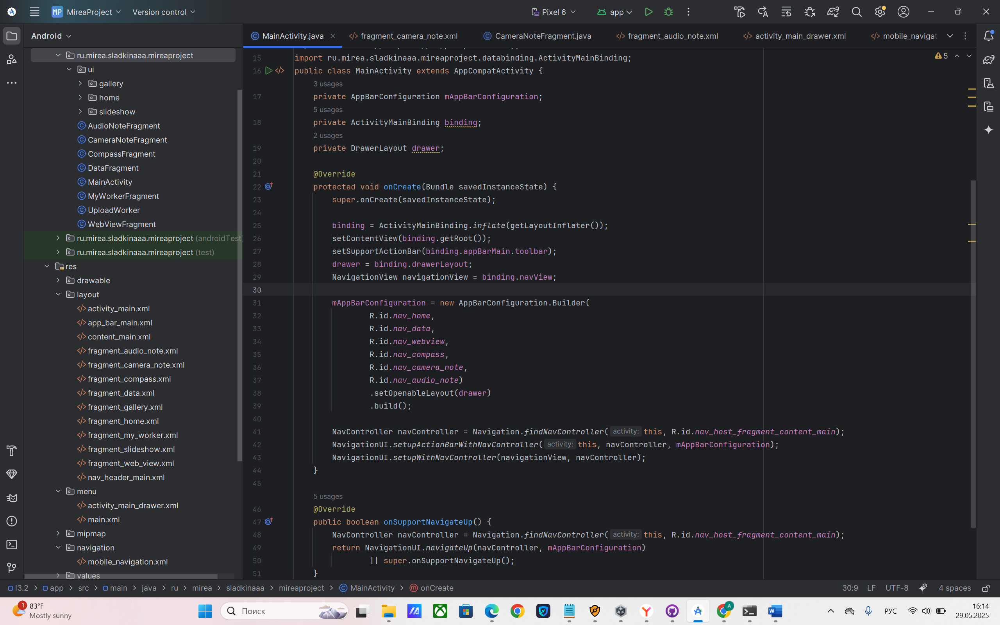 MP MireaProject Version control Pixel 6 app
Android
MainActivity.java fragment_camera_note.xml CameraNoteFragment.java fragment_audio_note.xml activity_main_drawer.xml mobile_navigat
ru.mirea.sladkinaaa.mireaproject
ui
gallery
home
slideshow
AudioNoteFragment
CameraNoteFragment
CompassFragment
DataFragment
MainActivity
MyWorkerFragment
UploadWorker
WebViewFragment
ru.mirea.sladkinaaa.mireaproject (androidTest
ru.mirea.sladkinaaa.mireaproject (test)
res
drawable
layout
activity_main.xml
app_bar_main.xml
content_main.xml
fragment_audio_note.xml
fragment_camera_note.xml
fragment_compass.xml
fragment_data.xml
fragment_gallery.xml
fragment_home.xml
fragment_my_worker.xml
fragment_slideshow.xml
fragment_web_view.xml
nav_header_main.xml
menu
activity_main_drawer.xml
main.xml
mipmap
navigation
mobile_navigation.xml
values
5
15 import ru.mirea.sladkinaaa.mireaproject.databinding.ActivityMainBinding;
16 public class MainActivity extends AppCompatActivity {
3 usages
17 private AppBarConfiguration mAppBarConfiguration;
5 usages
18 private ActivityMainBinding binding;
2 usages
19 private DrawerLayout drawer;
20
21 @Override
22 protected void onCreate(Bundle savedInstanceState) {
23 super.onCreate(savedInstanceState);
24
25 binding = ActivityMainBinding.inflate(getLayoutInflater());
26 setContentView(binding.getRoot());
27 setSupportActionBar(binding.appBarMain.toolbar);
28 drawer = binding.drawerLayout;
29 NavigationView navigationView = binding.navView;
30
31 mAppBarConfiguration = new AppBarConfiguration.Builder(
32 R.id.nav_home,
33 R.id.nav_data,
34 R.id.nav_webview,
35 R.id.nav_compass,
36 R.id.nav_camera_note,
37 R.id.nav_audio_note)
38 .setOpenableLayout(drawer)
39 .build();
40
41 NavController navController = Navigation.findNavController( activity: this, R.id.nav_host_fragment_content_main);
42 NavigationUI.setupActionBarWithNavController( activity: this, navController, mAppBarConfiguration);
43 NavigationUI.setupWithNavController(navigationView, navController);
44 }
45
5 usages
46 @Override
47 public boolean onSupportNavigateUp() {
48 NavController navController = Navigation.findNavController( activity: this, R.id.nav_host_fragment_content_main);
49 return NavigationUI.navigateUp(navController, mAppBarConfiguration)
50 || super.onSupportNavigateUp();
51 }
l3.2 > app > src > main > java > ru > mirea > sladkinaaa > mireaproject > MainActivity > onCreate 30:9 LF UTF-8 4 spaces
1 83°F
Mostly sunny
Поиск
A
РУС
16:14
29.05.2025